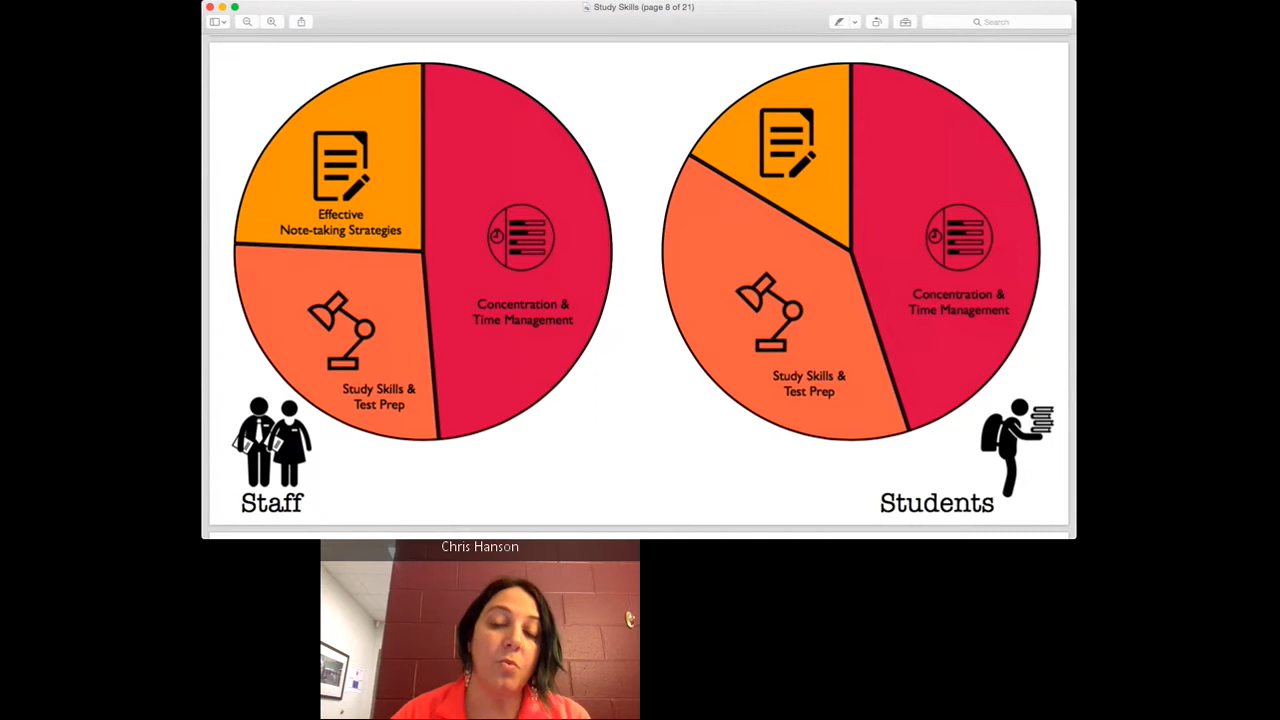 Study Skills (page 8 of 21)
Search
Effective
Note-taking Strategies
Concentration &
Time Management
Study Skills &
Test Prep
Staff
Concentration &
Time Management
Study Skills &
Test Prep
Students
Chris Hanson